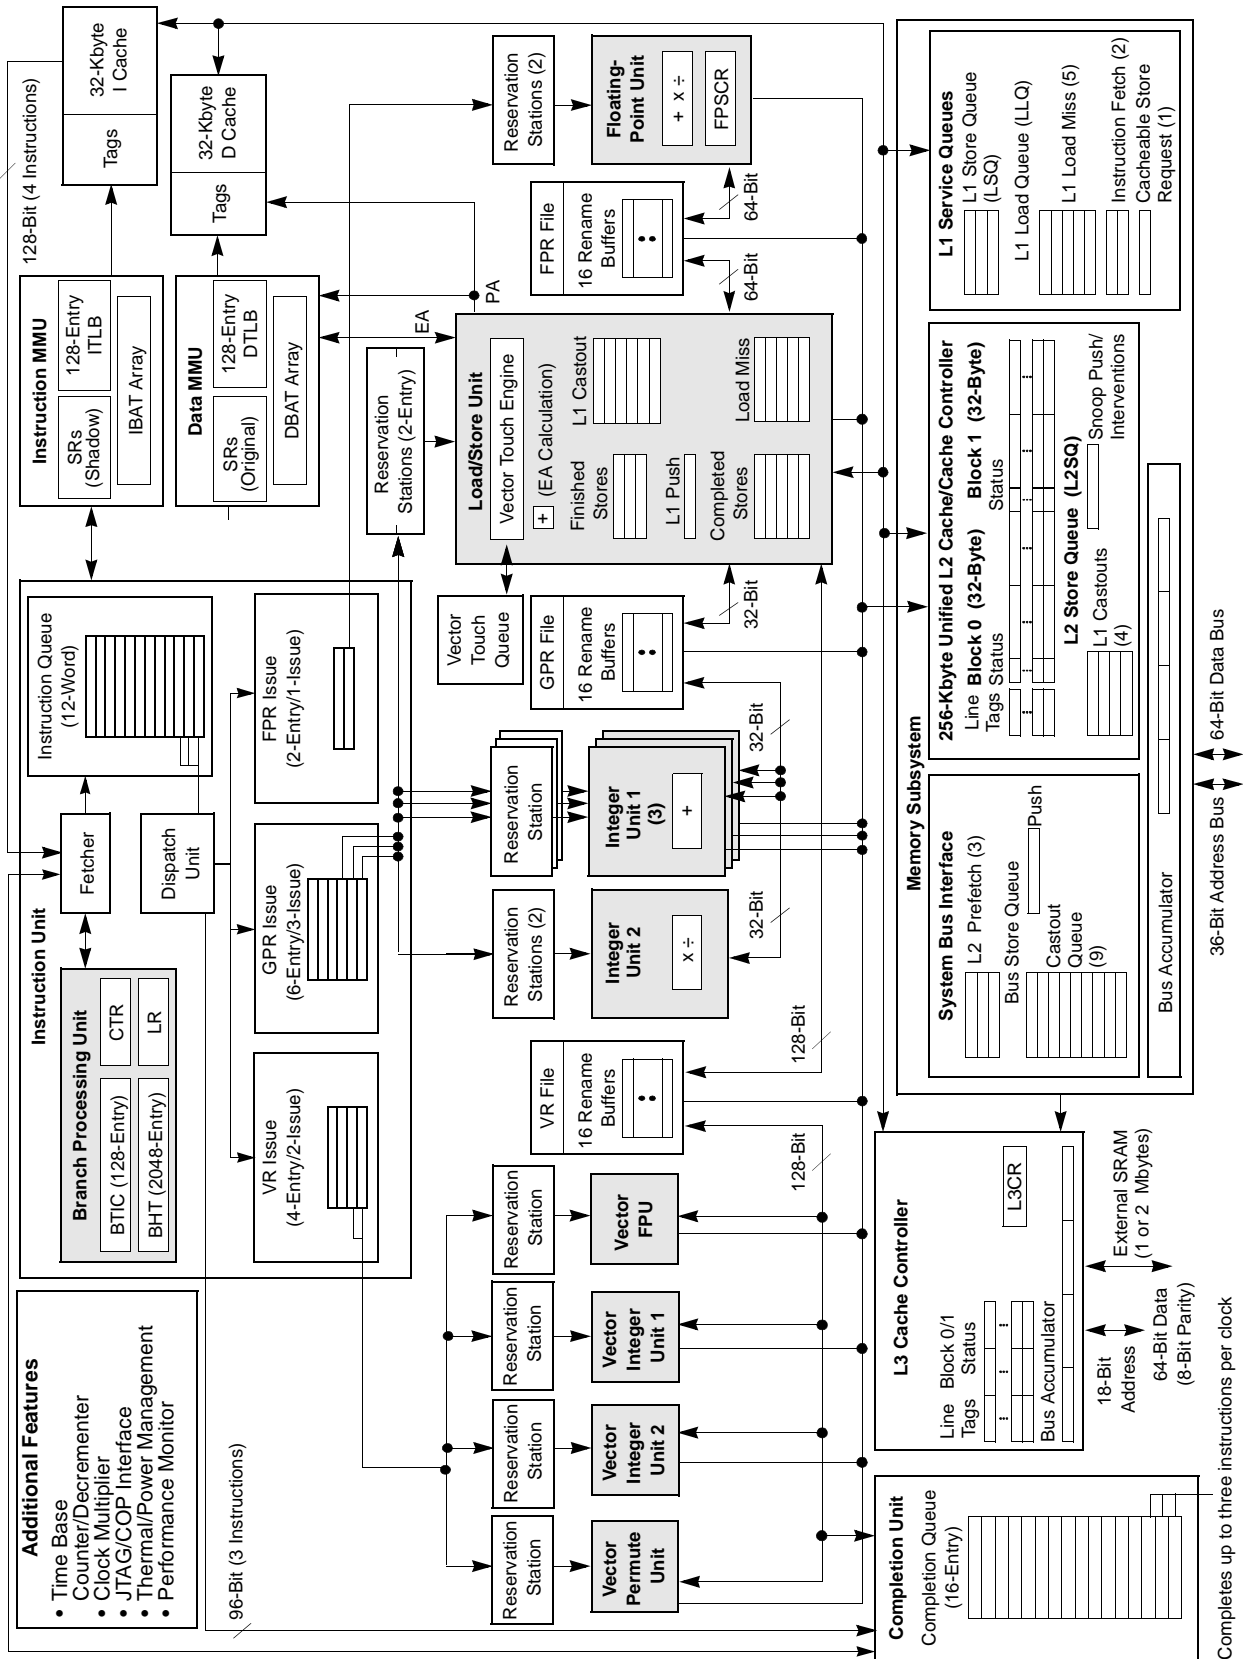 Additional Features
• Time Base
Counter/Decrementer
• Clock Multiplier
• JTAG/COP Interface
• Thermal/Power Management
• Performance Monitor
96-Bit (3 Instructions)
Instruction Unit
Branch Processing Unit
BTIC (128-Entry)
CTR
BHT (2048-Entry)
LR
Fetcher
Dispatch
Unit
Instruction Queue
(12-Word)
VR Issue
(4-Entry/2-Issue)
GPR Issue
(6-Entry/3-Issue)
FPR Issue
(2-Entry/1-Issue)
Instruction MMU
SRs
(Shadow)
128-Entry
ITLB
IBAT Array
Data MMU
SRs
(Original)
128-Entry
DTLB
DBAT Array
128-Bit (4 Instructions)
Tags
32-Kbyte
I Cache
Tags
32-Kbyte
D Cache
EA
PA
Reservation
Station
Reservation
Station
Reservation
Station
Reservation
Station
Vector
Permute
Unit
Vector
Integer
Unit 2
Vector
Integer
Unit 1
Vector
FPU
VR File
16 Rename
Buffers
128-Bit
128-Bit
Reservation
Stations (2)
Integer
Unit 2
x ÷
Reservation
Station
Integer
Unit 1
(3)
+
32-Bit
32-Bit
Vector
Touch
Queue
GPR File
16 Rename
Buffers
32-Bit
Reservation
Stations (2-Entry)
Load/Store Unit
Vector Touch Engine
+ (EA Calculation)
Finished
Stores
L1 Castout
L1 Push
Completed
Stores
Load Miss
FPR File
16 Rename
Buffers
64-Bit
64-Bit
Reservation
Stations (2)
Floating-
Point Unit
+ x ÷
FPSCR
Completion Unit
Completion Queue
(16-Entry)
Completes up to three instructions per clock
L3 Cache Controller
Line
Tags
Block 0/1
Status
L3CR
Bus Accumulator
18-Bit
Address
64-Bit Data
(8-Bit Parity)
External SRAM
(1 or 2 Mbytes)
Memory Subsystem
System Bus Interface
L2 Prefetch (3)
Bus Store Queue
Castout
Queue
(9)
Push
256-Kbyte Unified L2 Cache/Cache Controller
Line
Tags
Block 0 (32-Byte)
Status
Block 1 (32-Byte)
Status
L2 Store Queue (L2SQ)
L1 Castouts
(4)
Snoop Push/
Interventions
L1 Service Queues
L1 Store Queue
(LSQ)
L1 Load Queue (LLQ)
L1 Load Miss (5)
Instruction Fetch (2)
Cacheable Store
Request (1)
Bus Accumulator
36-Bit Address Bus
64-Bit Data Bus